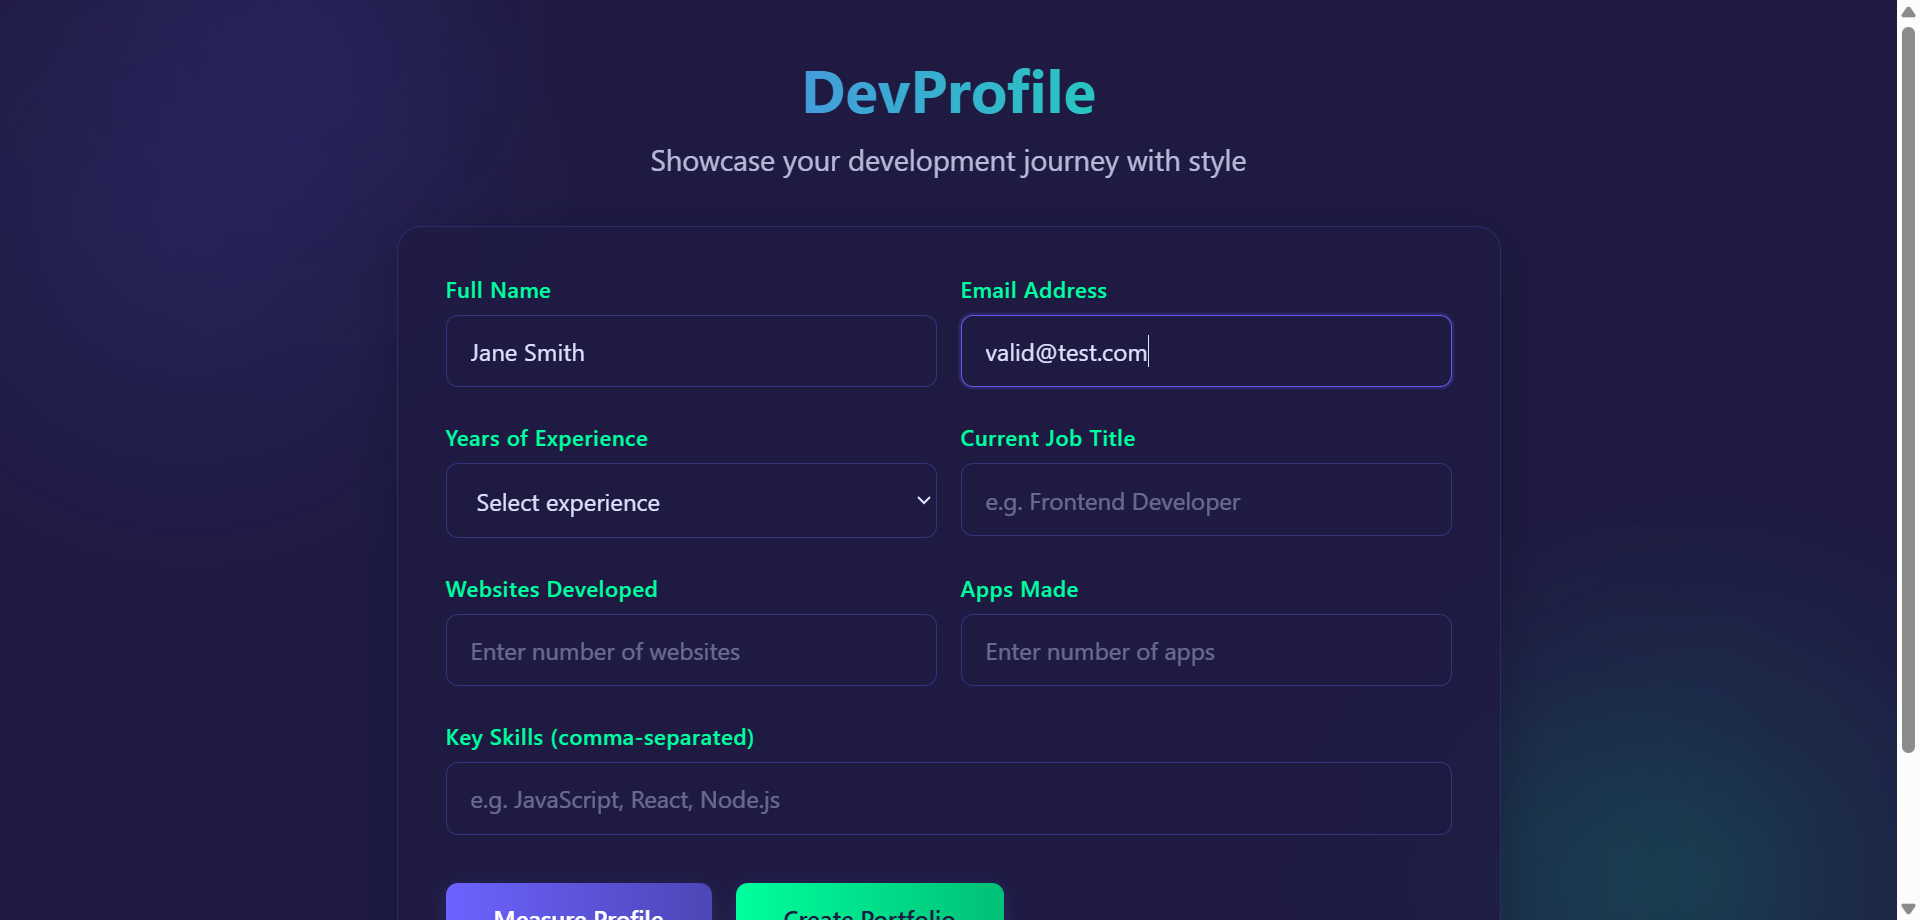 DevProfile
Showcase your development journey with style
Full Name
Email Address
Jane Smith
valid@test.com
Years of Experience
Current Job Title
Select experience
e.g. Frontend Developer
Websites Developed
Apps Made
Enter number of websites
Enter number of apps
Key Skills (comma-separated)
e.g. JavaScript, React, Node.js
Measure Profile
Create Portfolio